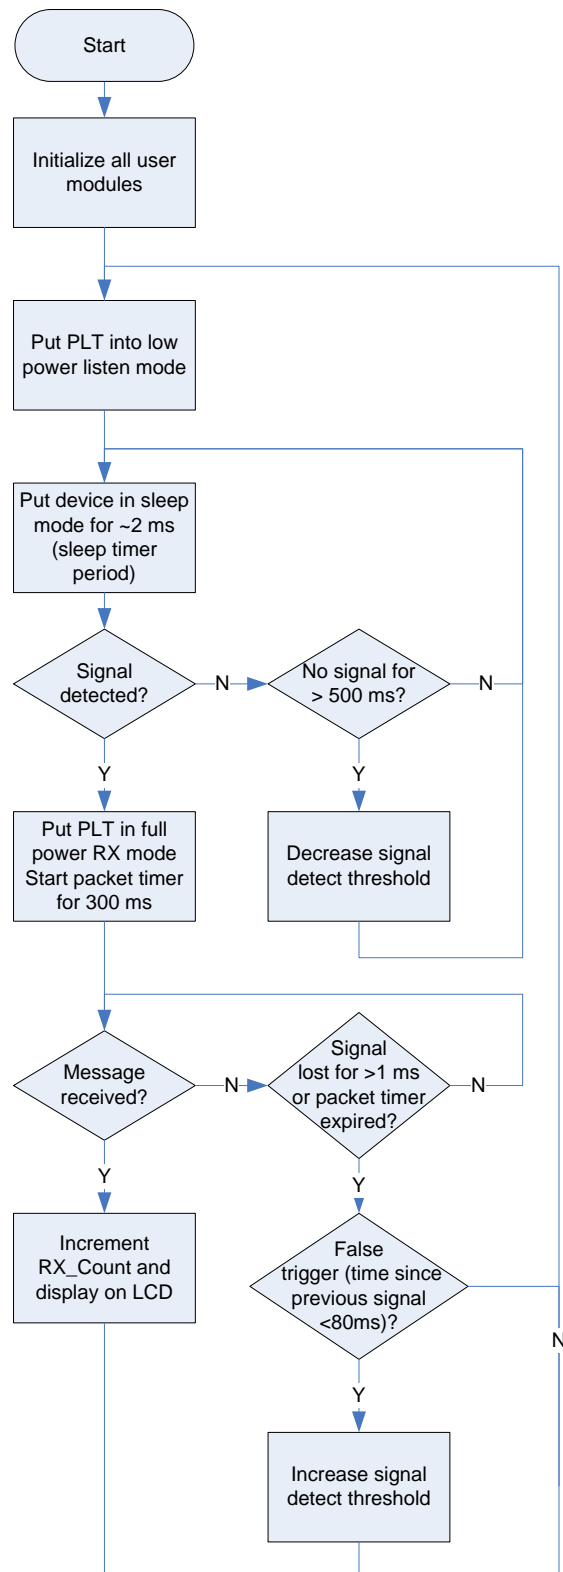 Start
Initialize all user
modules
Put PLT into low
power listen mode
Put device in sleep
mode for ~2 ms
(sleep timer
period)
Signal
detected?
N
No signal for
> 500 ms?
N
Y
Y
Put PLT in full
power RX mode
Start packet timer
for 300 ms
Decrease signal
detect threshold
Message
received?
N
Signal
lost for >1 ms
or packet timer
expired?
N
Y
Y
Increment
RX_Count and
display on LCD
False
trigger (time since
previous signal
<80ms)?
N
Y
Increase signal
detect threshold